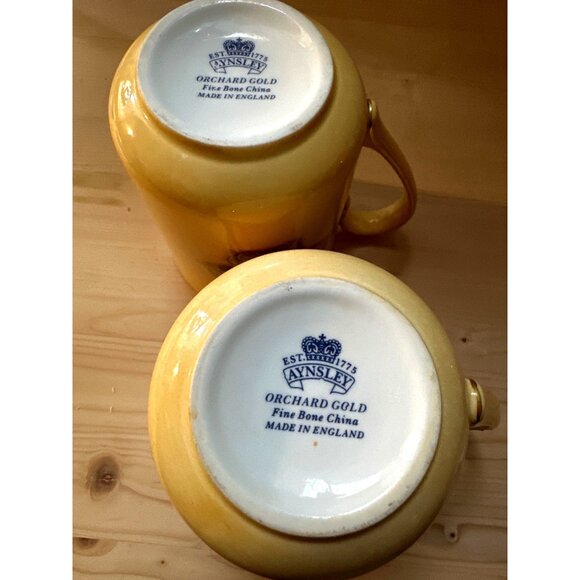 EST. 1775
AYNSLEY
ORCHARD GOLD
Fine Bone China
MADE IN ENGLAND
EST. 1775
AYNSLEY
ORCHARD GOLD
Fine Bone China
MADE IN ENGLAND